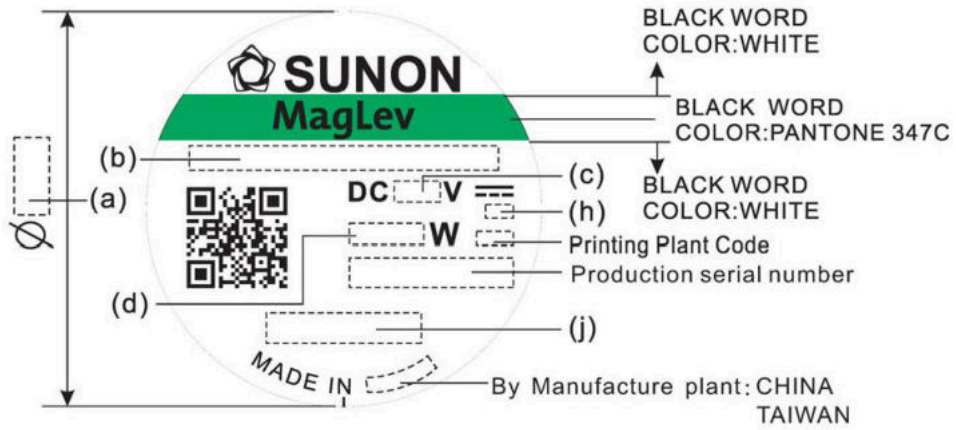 BLACK WORD
COLOR:WHITE
SUNON
MagLev
BLACK WORD
COLOR:PANTONE 347C
(b)
(a)
Ø
DC V
(c)
(h)
BLACK WORD
COLOR:WHITE
W
Printing Plant Code
Production serial number
(d)
(j)
MADE IN
By Manufacture plant: CHINA
TAIWAN